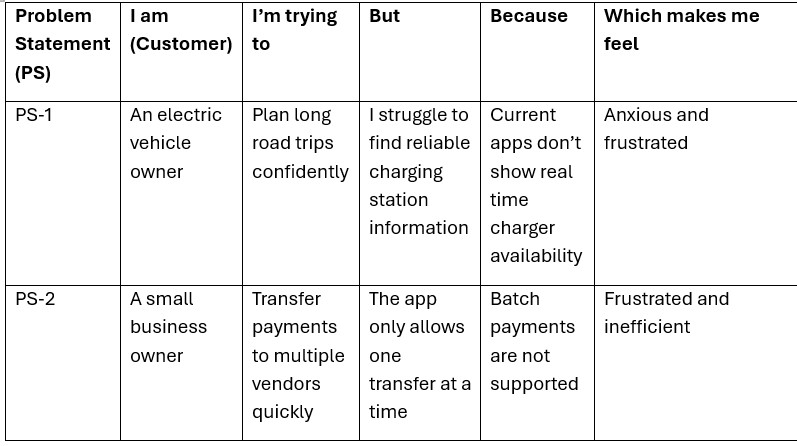 Problem Statement (PS)
I am (Customer)
I’m trying to
But
Because
Which makes me feel
PS-1
An electric vehicle owner
Plan long road trips confidently
I struggle to find reliable charging station information
Current apps don’t show real time charger availability
Anxious and frustrated
PS-2
A small business owner
Transfer payments to multiple vendors quickly
The app only allows one transfer at a time
Batch payments are not supported
Frustrated and inefficient